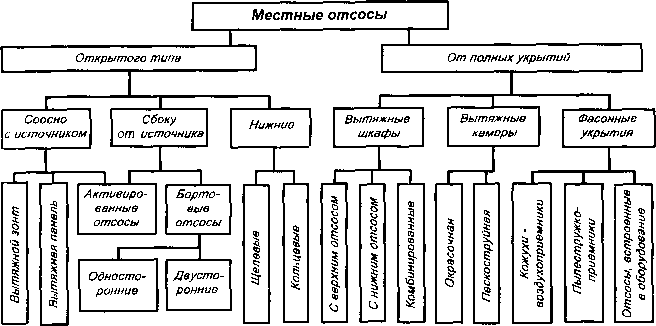 Местные отсосы
Открытого типа
От полных укрытий
Соосно
с источником
Сбоку
от источника
Нижние
Вытяжные
шкафы
Вытяжные
камеры
Фасонные
укрытия
Вытяжной зонт
Вытяжная панель
Активиро-
ванные
отсосы
Борто-
вые
отсосы
Односто-
ронние
Двусто-
ронние
Щелевые
Кольцевые
С верхним отсосом
С нижним отсосом
Комбинированные
Окрасочная
Пескоструйная
Кожухи -
воздухоприемники
Пылестружко-
приемники
Отсосы, встроенные
в оборудование